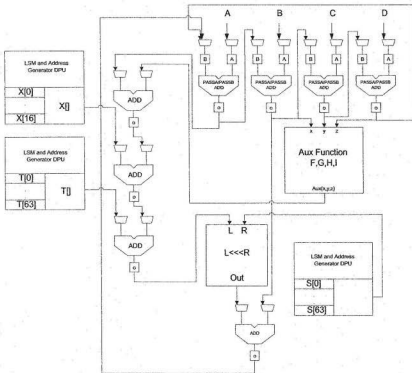 A B C D
LSM and Address
Generator DPU
X[0]
X[]
X[16]
B A B A B A B A
PASSA/PASSB
ADD
PASSA/PASSB
ADD
PASSA/PASSB
ADD
PASSA/PASSB
ADD
o o o o
ADD
o
LSM and Address
Generator DPU
T[0]
T[]
T[63]
x y z
Aux Function
F,G,H,I
Aux(x,y,z)
ADD
o
ADD
o
L R
L<<<R
Out
LSM and Address
Generator DPU
S[0]
S[63]
ADD
o